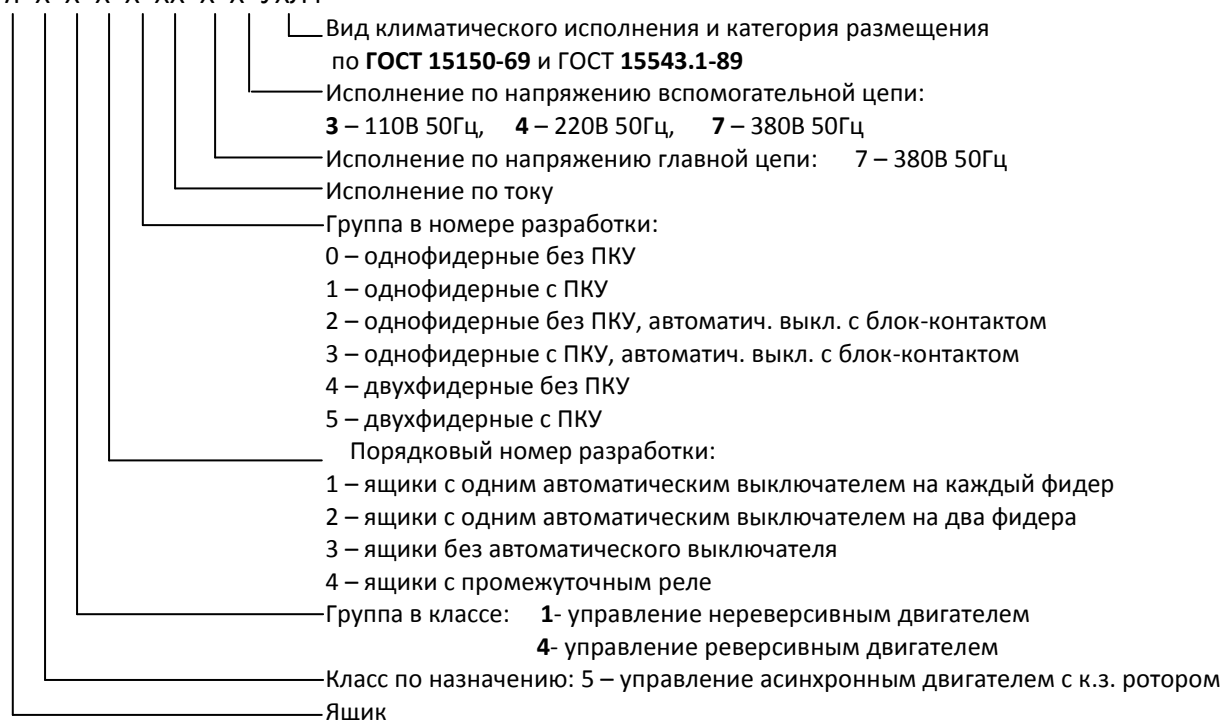 Вид климатического исполнения и категория размещения
по ГОСТ 15150-69 и ГОСТ 15543.1-89
Исполнение по напряжению вспомогательной цепи:
3 – 110В 50Гц, 4 – 220В 50Гц, 7 – 380В 50Гц
Исполнение по напряжению главной цепи: 7 – 380В 50Гц
Исполнение по току
Группа в номере разработки:
0 – однофидерные без ПКУ
1 – однофидерные с ПКУ
2 – однофидерные без ПКУ, автоматич. выкл. с блок-контактом
3 – однофидерные с ПКУ, автоматич. выкл. с блок-контактом
4 – двухфидерные без ПКУ
5 – двухфидерные с ПКУ
Порядковый номер разработки:
1 – ящики с одним автоматическим выключателем на каждый фидер
2 – ящики с одним автоматическим выключателем на два фидера
3 – ящики без автоматического выключателя
4 – ящики с промежуточным реле
Группа в классе: 1- управление нереверсивным двигателем
4- управление реверсивным двигателем
Класс по назначению: 5 – управление асинхронным двигателем с к.з. ротором
Ящик